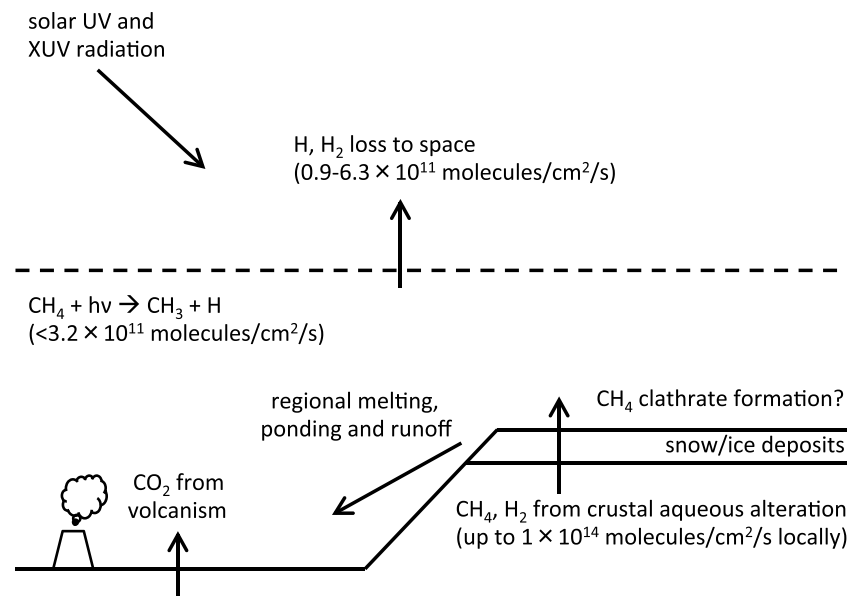 solar UV and
XUV radiation
H, H₂ loss to space
(0.9-6.3 × 10¹¹ molecules/cm²/s)
CH₄ + hν → CH₃ + H
(<3.2 × 10¹¹ molecules/cm²/s)
regional melting,
ponding and runoff
CH₄ clathrate formation?
snow/ice deposits
CO₂ from
volcanism
CH₄, H₂ from crustal aqueous alteration
(up to 1 × 10¹⁴ molecules/cm²/s locally)